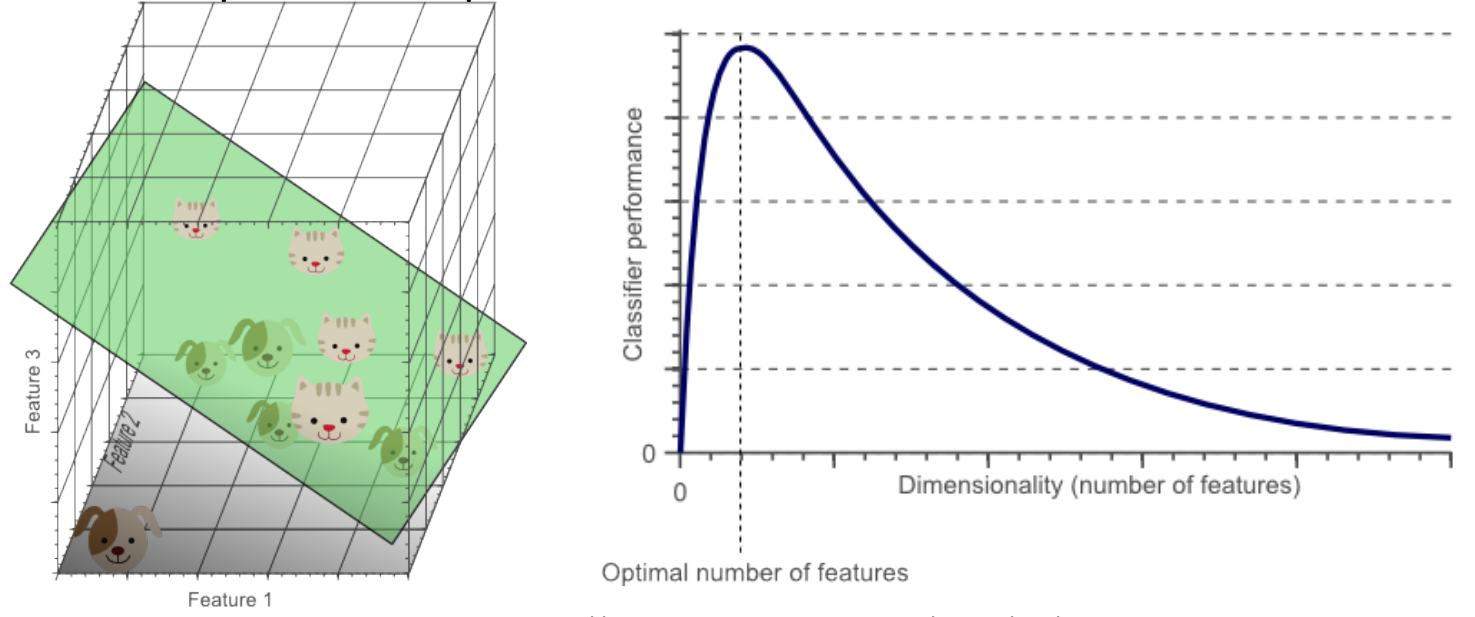 Feature 3
Feature 2
Feature 1
Classifier performance
0
0
Dimensionality (number of features)
Optimal number of features